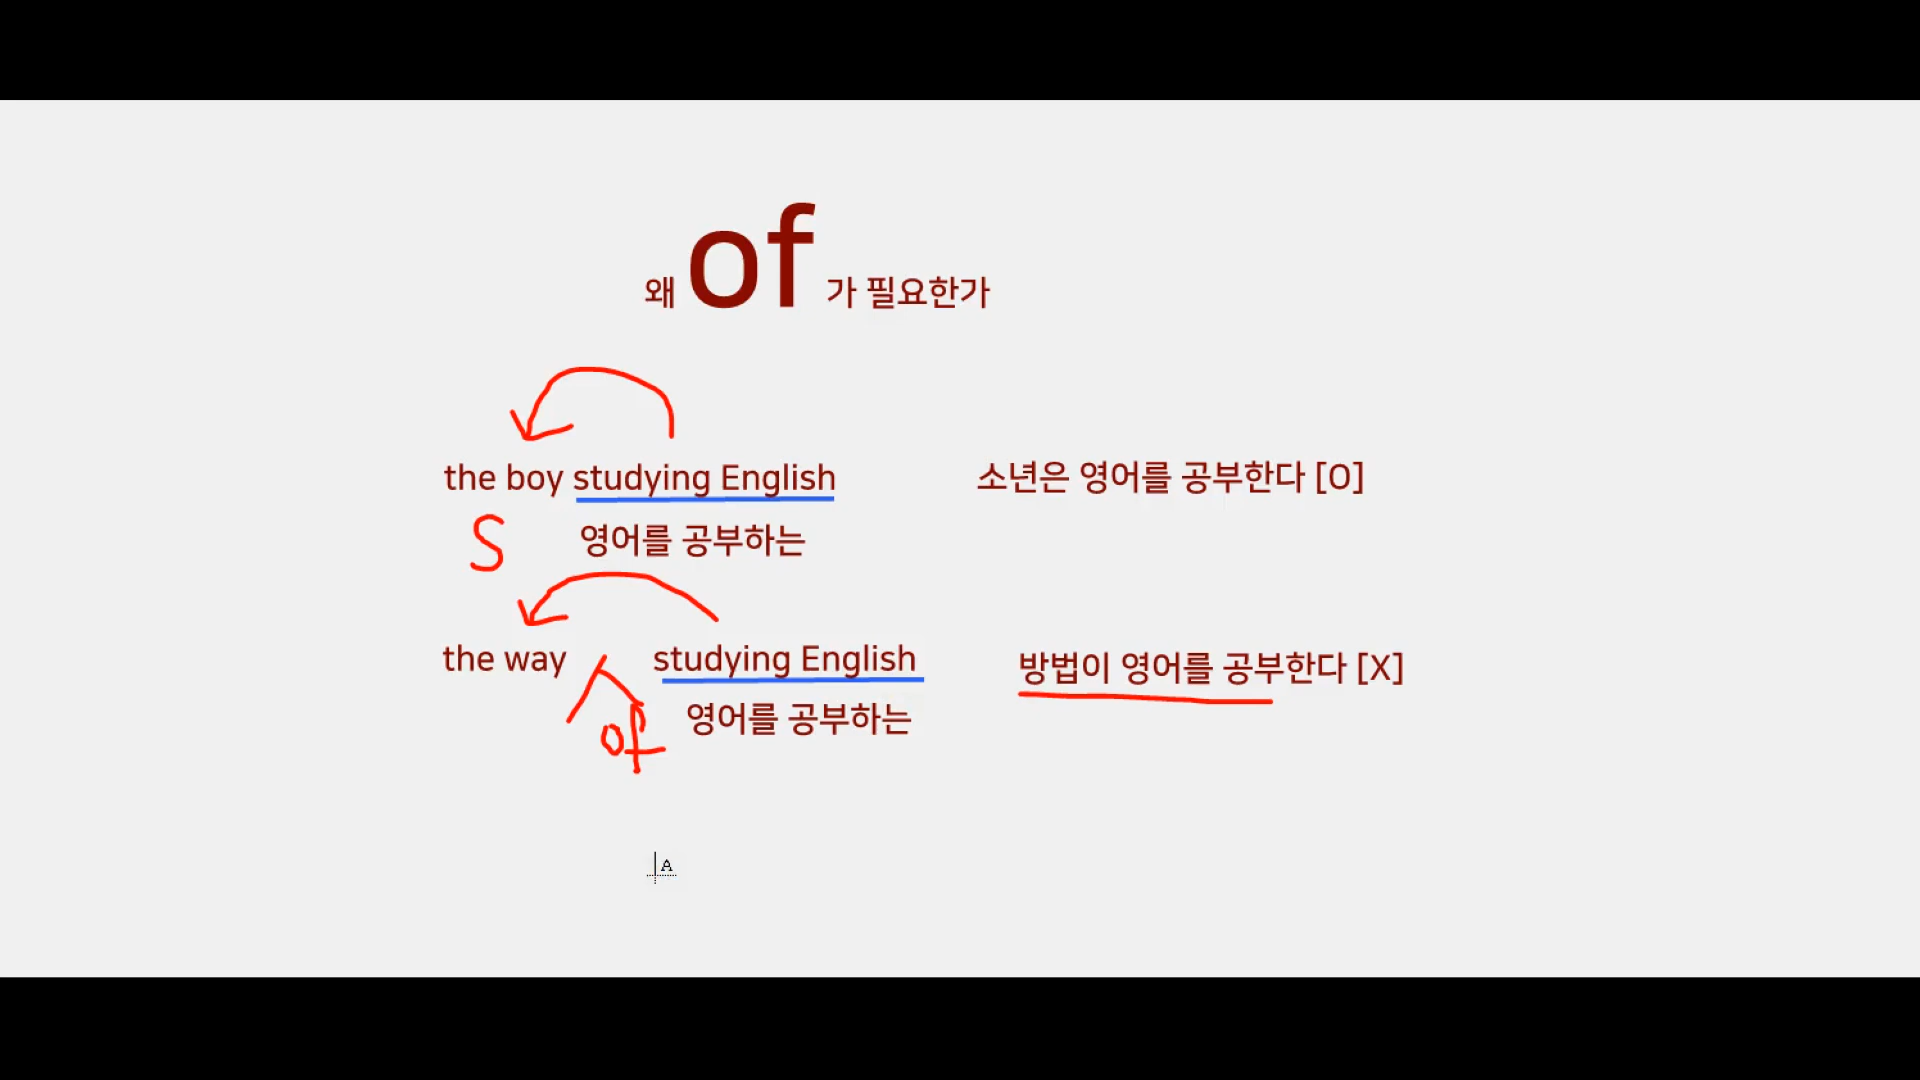 왜 of 가 필요한가
the boy studying English 소년은 영어를 공부한다 [O]
S 영어를 공부하는
the way studying English 방법이 영어를 공부한다 [X]
of 영어를 공부하는
A